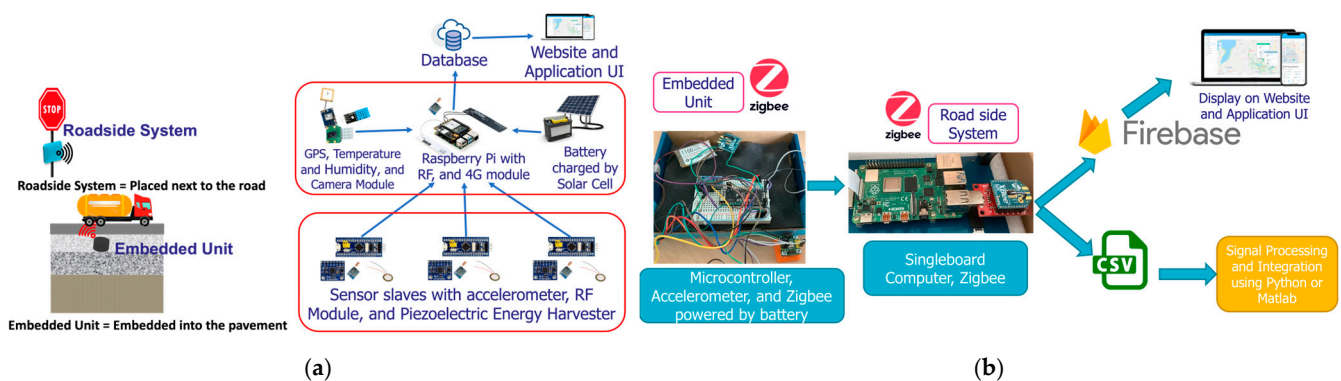 STOP
Roadside System
Roadside System = Placed next to the road
Embedded Unit
Embedded Unit = Embedded into the pavement
Database
Website and
Application UI
GPS, Temperature
and Humidity, and
Camera Module
Raspberry Pi with
RF, and 4G module
Battery
charged by
Solar Cell
Sensor slaves with accelerometer, RF
Module, and Piezoelectric Energy Harvester
(a)
Embedded
Unit
zigbee
Microcontroller,
Accelerometer, and Zigbee
powered by battery
zigbee
Road side
System
Singleboard
Computer, Zigbee
Firebase
Display on Website
and Application UI
CSV
Signal Processing
and Integration
using Python or
Matlab
(b)